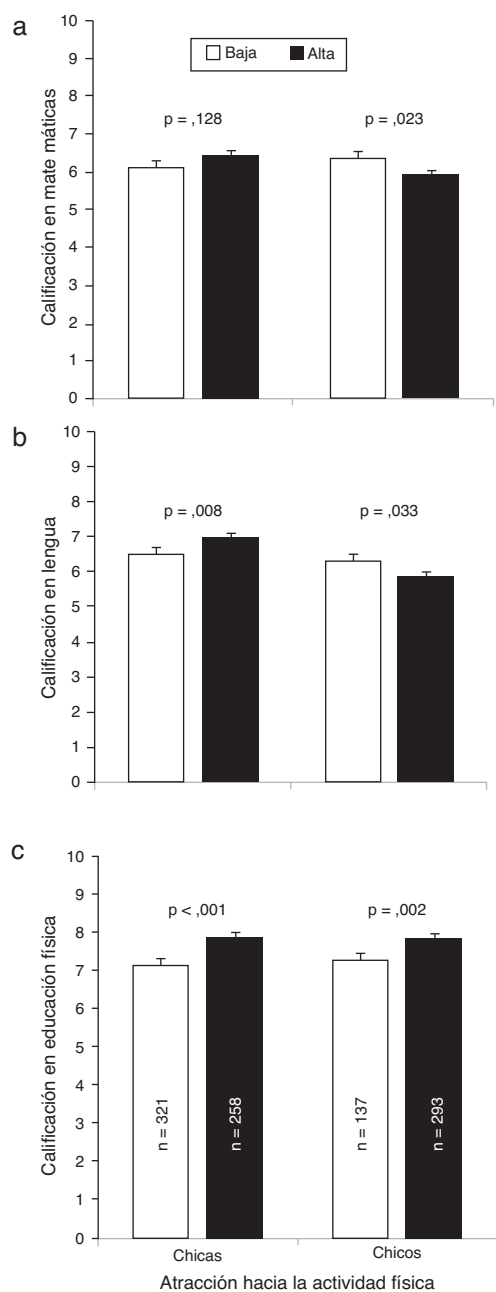 a
Baja Alta
p = ,128 p = ,023
Calificación en mate máticas
10
9
8
7
6
5
4
3
2
1
0
b
p = ,008 p = ,033
Calificación en lengua
10
9
8
7
6
5
4
3
2
1
0
c
p < ,001 p = ,002
Calificación en educación física
10
9
8
7
6
5
4
3
2
1
0
n = 321 n = 258 n = 137 n = 293
Chicas Chicos
Atracción hacia la actividad física